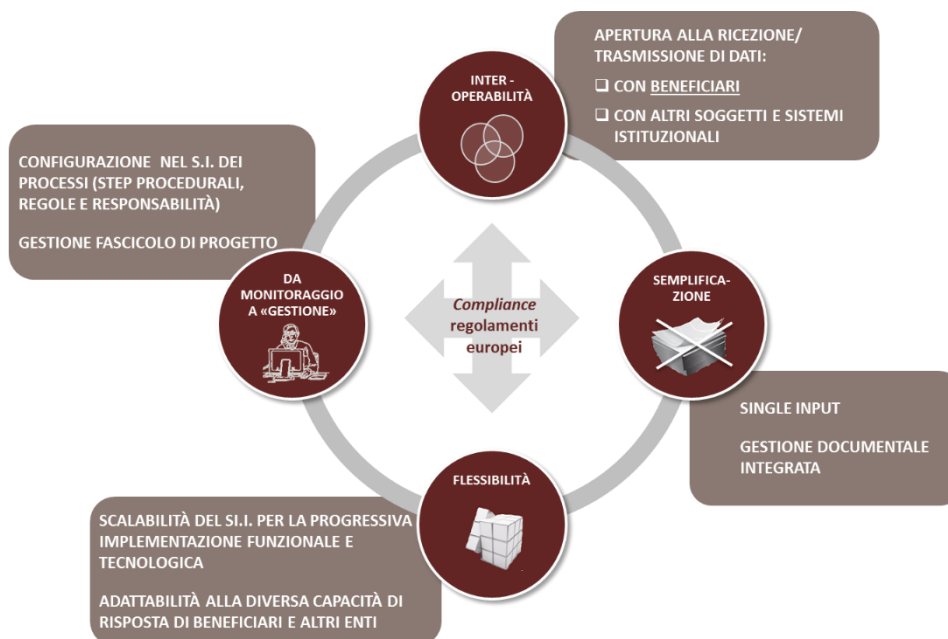 APERTURA ALLA RICEZIONE/
TRASMISSIONE DI DATI:
CON BENEFICIARI
CON ALTRI SOGGETTI E SISTEMI
ISTITUZIONALI
INTER -
OPERABILITÀ
CONFIGURAZIONE NEL S.I. DEI
PROCESSI (STEP PROCEDURALI,
REGOLE E RESPONSABILITÀ)
GESTIONE FASCICOLO DI PROGETTO
DA
MONITORAGGIO
A «GESTIONE»
Compliance
regolamenti
europei
SEMPLIFICA-
ZIONE
SINGLE INPUT
GESTIONE DOCUMENTALE
INTEGRATA
FLESSIBILITÀ
SCALABILITÀ DEL SI.I. PER LA PROGRESSIVA
IMPLEMENTAZIONE FUNZIONALE E
TECNOLOGICA
ADATTABILITÀ ALLA DIVERSA CAPACITÀ DI
RISPOSTA DI BENEFICIARI E ALTRI ENTI